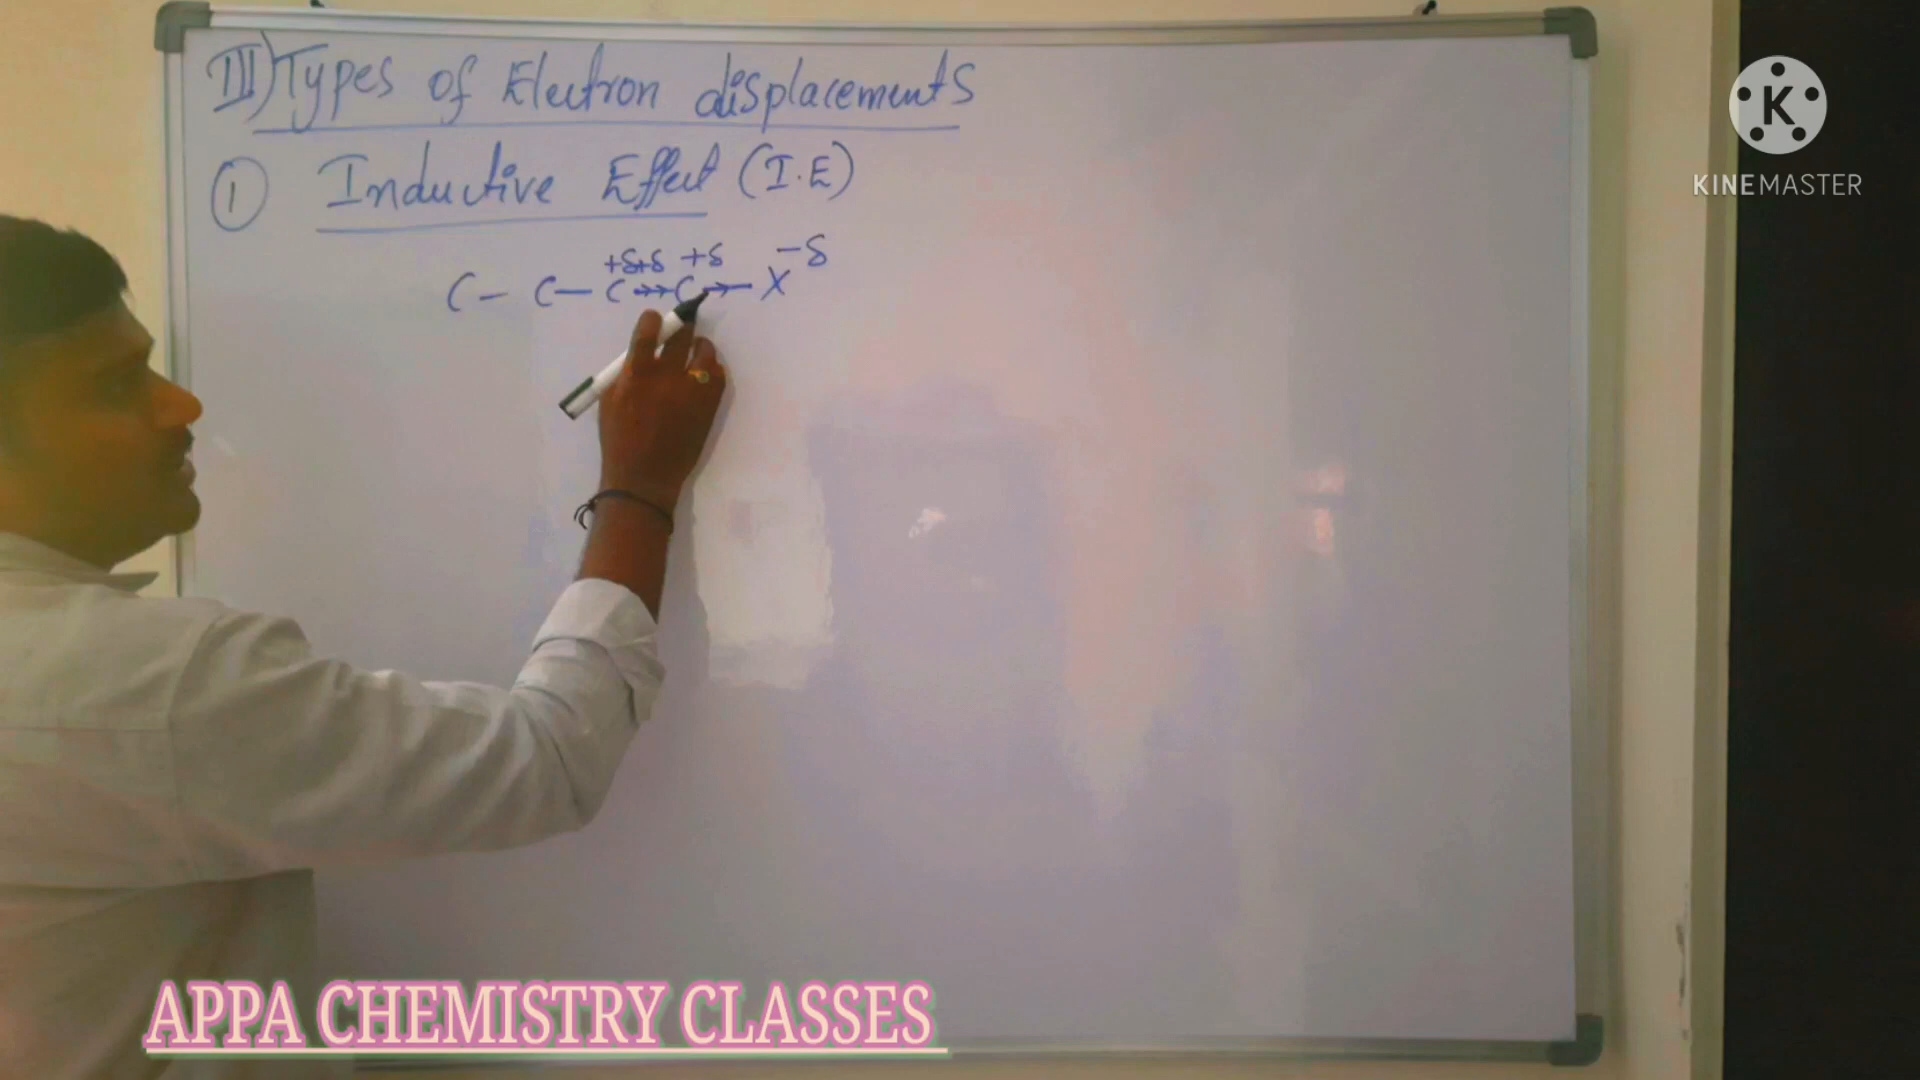 III) Types of Electron displacements
① Inductive Effect (I.E)
+δ+δ +δ -δ
C - C - C ->> C -> X
K
KINEMASTER
APPA CHEMISTRY CLASSES